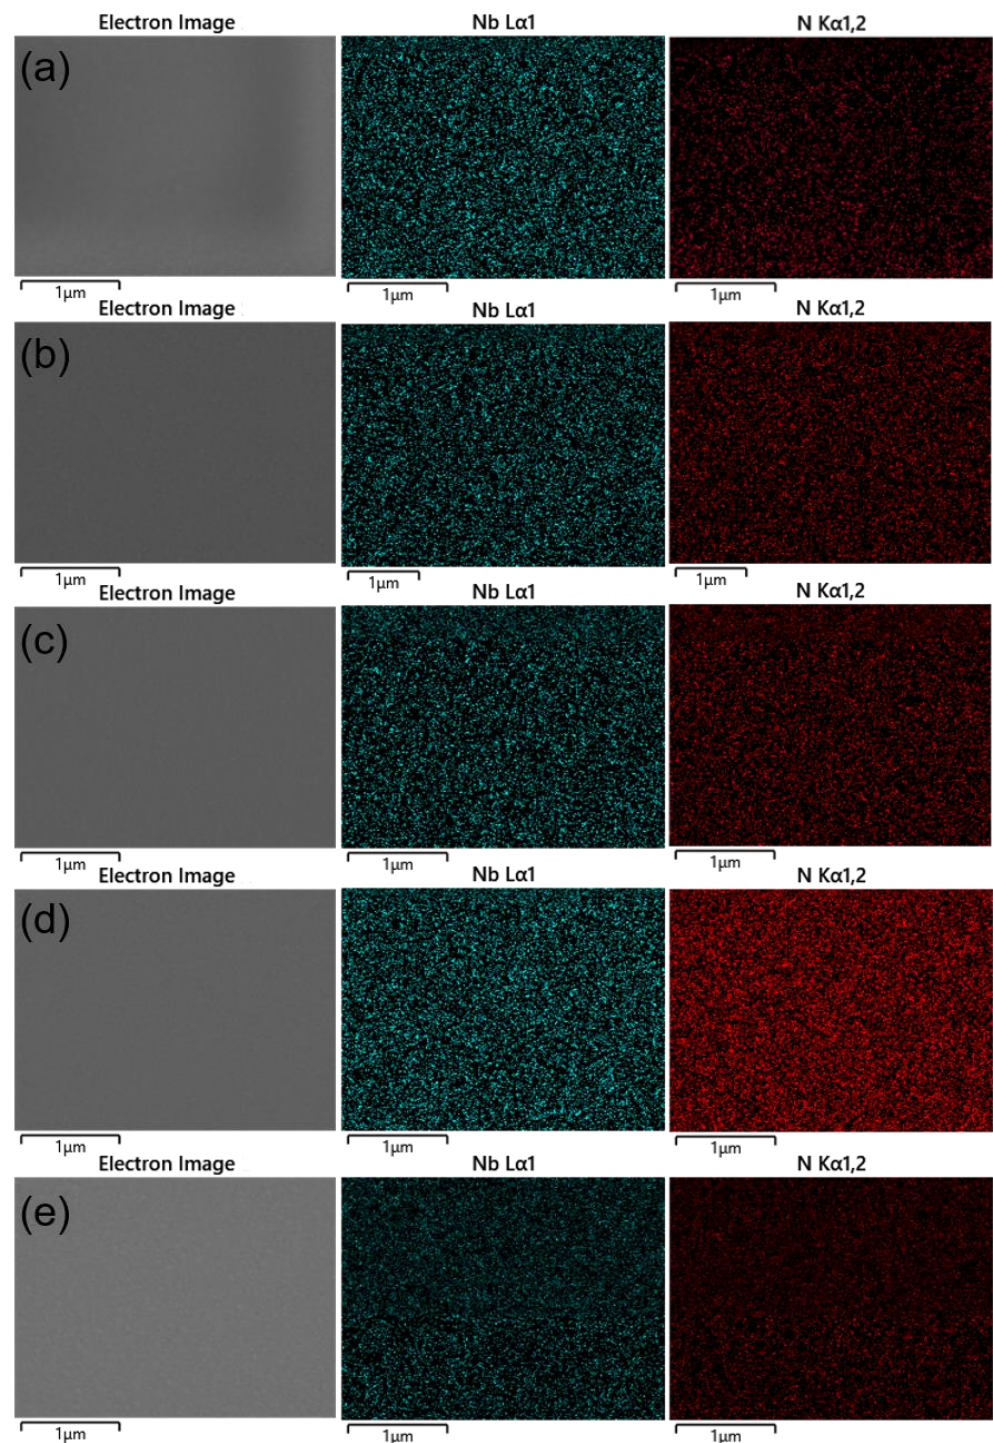 Electron Image Nb Lα1 N Kα1,2
(a)
1μm 1μm 1μm
Electron Image Nb Lα1 N Kα1,2
(b)
1μm 1μm 1μm
Electron Image Nb Lα1 N Kα1,2
(c)
1μm 1μm 1μm
Electron Image Nb Lα1 N Kα1,2
(d)
1μm 1μm 1μm
Electron Image Nb Lα1 N Kα1,2
(e)
1μm 1μm 1μm